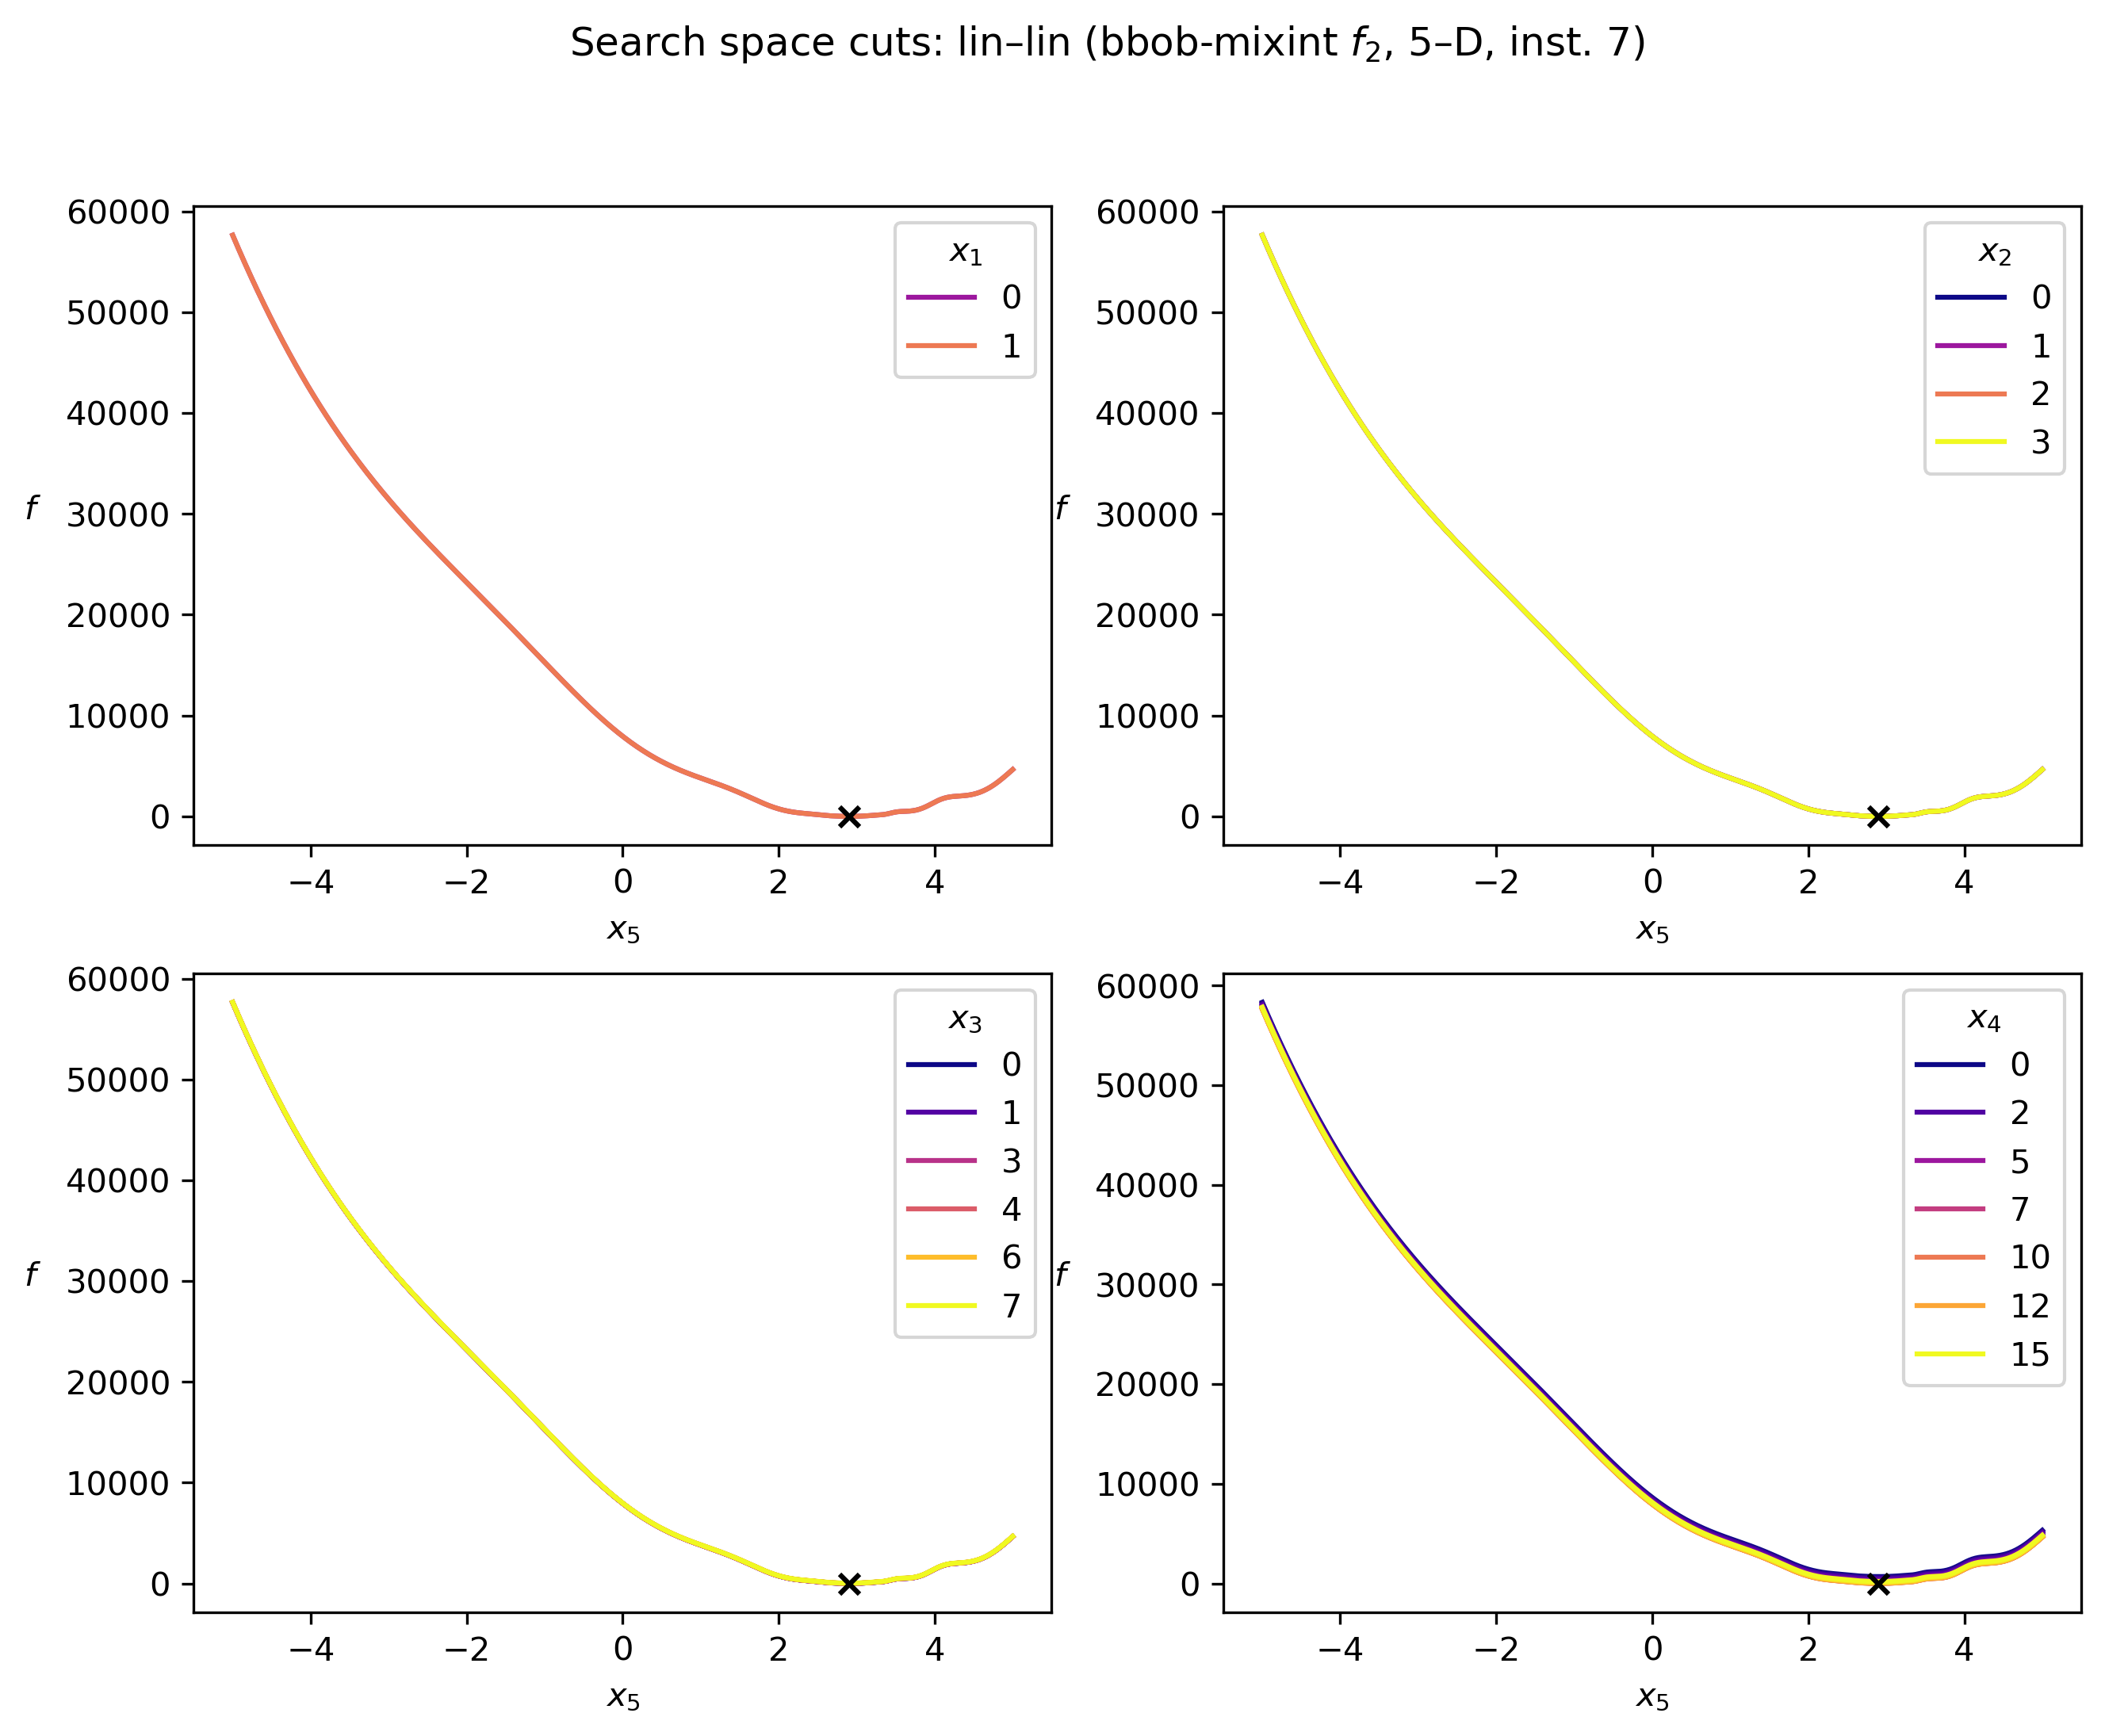 Search space cuts: lin–lin (bbob-mixint f₂, 5–D, inst. 7)
60000
50000
40000
30000
20000
10000
0
f
−4 −2 0 2 4
x₅
x₁
0
1
60000
50000
40000
30000
20000
10000
0
f
−4 −2 0 2 4
x₅
x₂
0
1
2
3
60000
50000
40000
30000
20000
10000
0
f
−4 −2 0 2 4
x₅
x₃
0
1
3
4
6
7
60000
50000
40000
30000
20000
10000
0
f
−4 −2 0 2 4
x₅
x₄
0
2
5
7
10
12
15